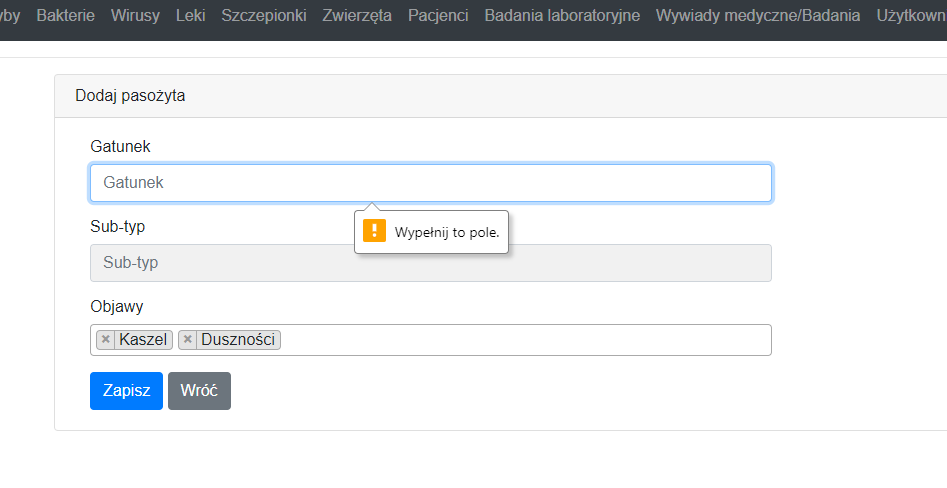 Bakterie Wirusy Leki Szczepionki Zwierzęta Pacjenci Badania laboratoryjne Wywiady medyczne/Badania
Dodaj pasożyta
Gatunek
Gatunek
Sub-typ
! Wypełnij to pole.
Sub-typ
Objawy
× Kaszel × Duszności
Zapisz Wróć